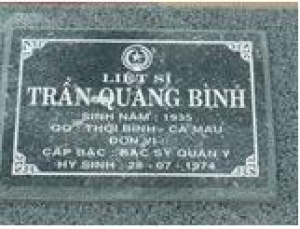 LIỆT SĨ
TRẦN QUANG BÌNH
SINH NĂM : 1935
QQ : THỚI BÌNH - CÀ MAU
ĐƠN VỊ :
CẤP BẬC : BÁC SỸ QUÂN Y
HY SINH : 28 - 07 - 1974